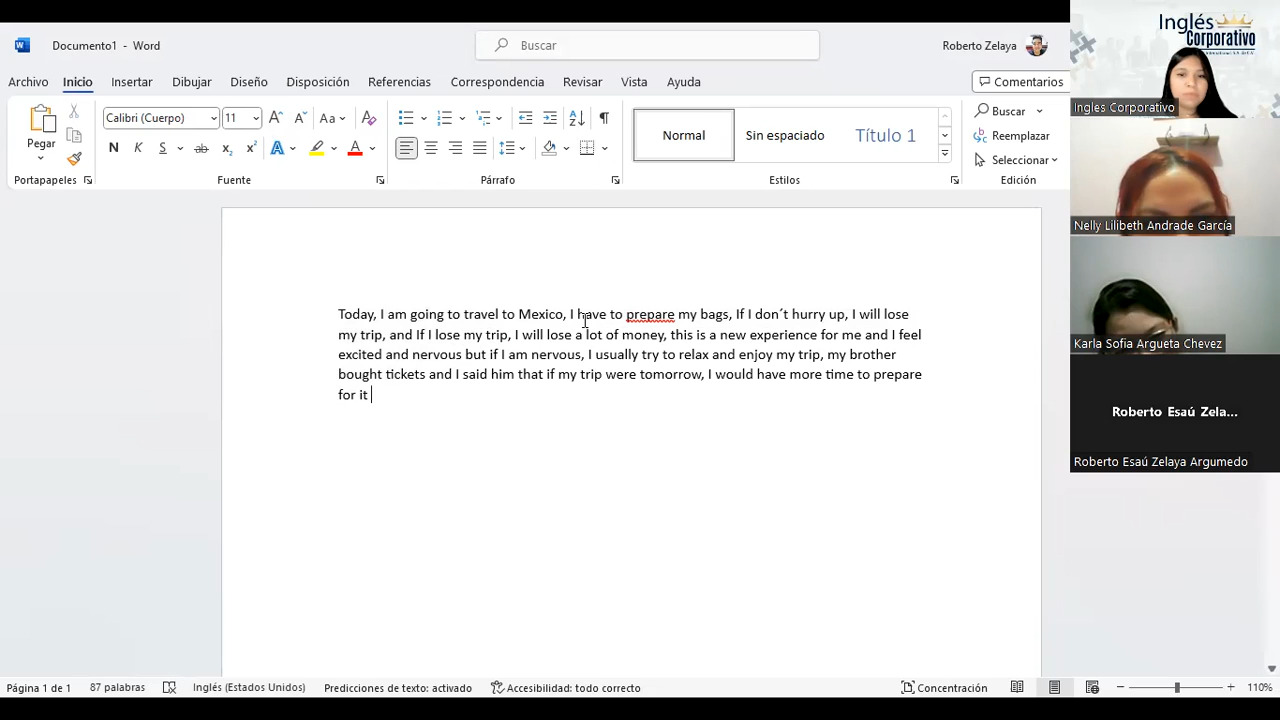 Documento1 - Word
Buscar
Roberto Zelaya
Archivo Inicio Insertar Dibujar Diseño Disposición Referencias Correspondencia Revisar Vista Ayuda
Comentarios
Pegar
Calibri (Cuerpo) 11 Aa
N K S ab x₂ x² A A
Normal
Sin espaciado
Título 1
Buscar
Reemplazar
Seleccionar
Portapapeles Fuente Párrafo Estilos Edición
Today, I am going to travel to Mexico, I have to prepare my bags, If I don´t hurry up, I will lose
my trip, and If I lose my trip, I will lose a lot of money, this is a new experience for me and I feel
excited and nervous but if I am nervous, I usually try to relax and enjoy my trip, my brother
bought tickets and I said him that if my trip were tomorrow, I would have more time to prepare
for it
Página 1 de 1 87 palabras Inglés (Estados Unidos) Predicciones de texto: activado Accesibilidad: todo correcto Concentración 110%
Inglés
Corporativo
Ingles Corporativo
Nelly Lilibeth Andrade García
Karla Sofia Argueta Chevez
Roberto Esaú Zela...
Roberto Esaú Zelaya Argumedo